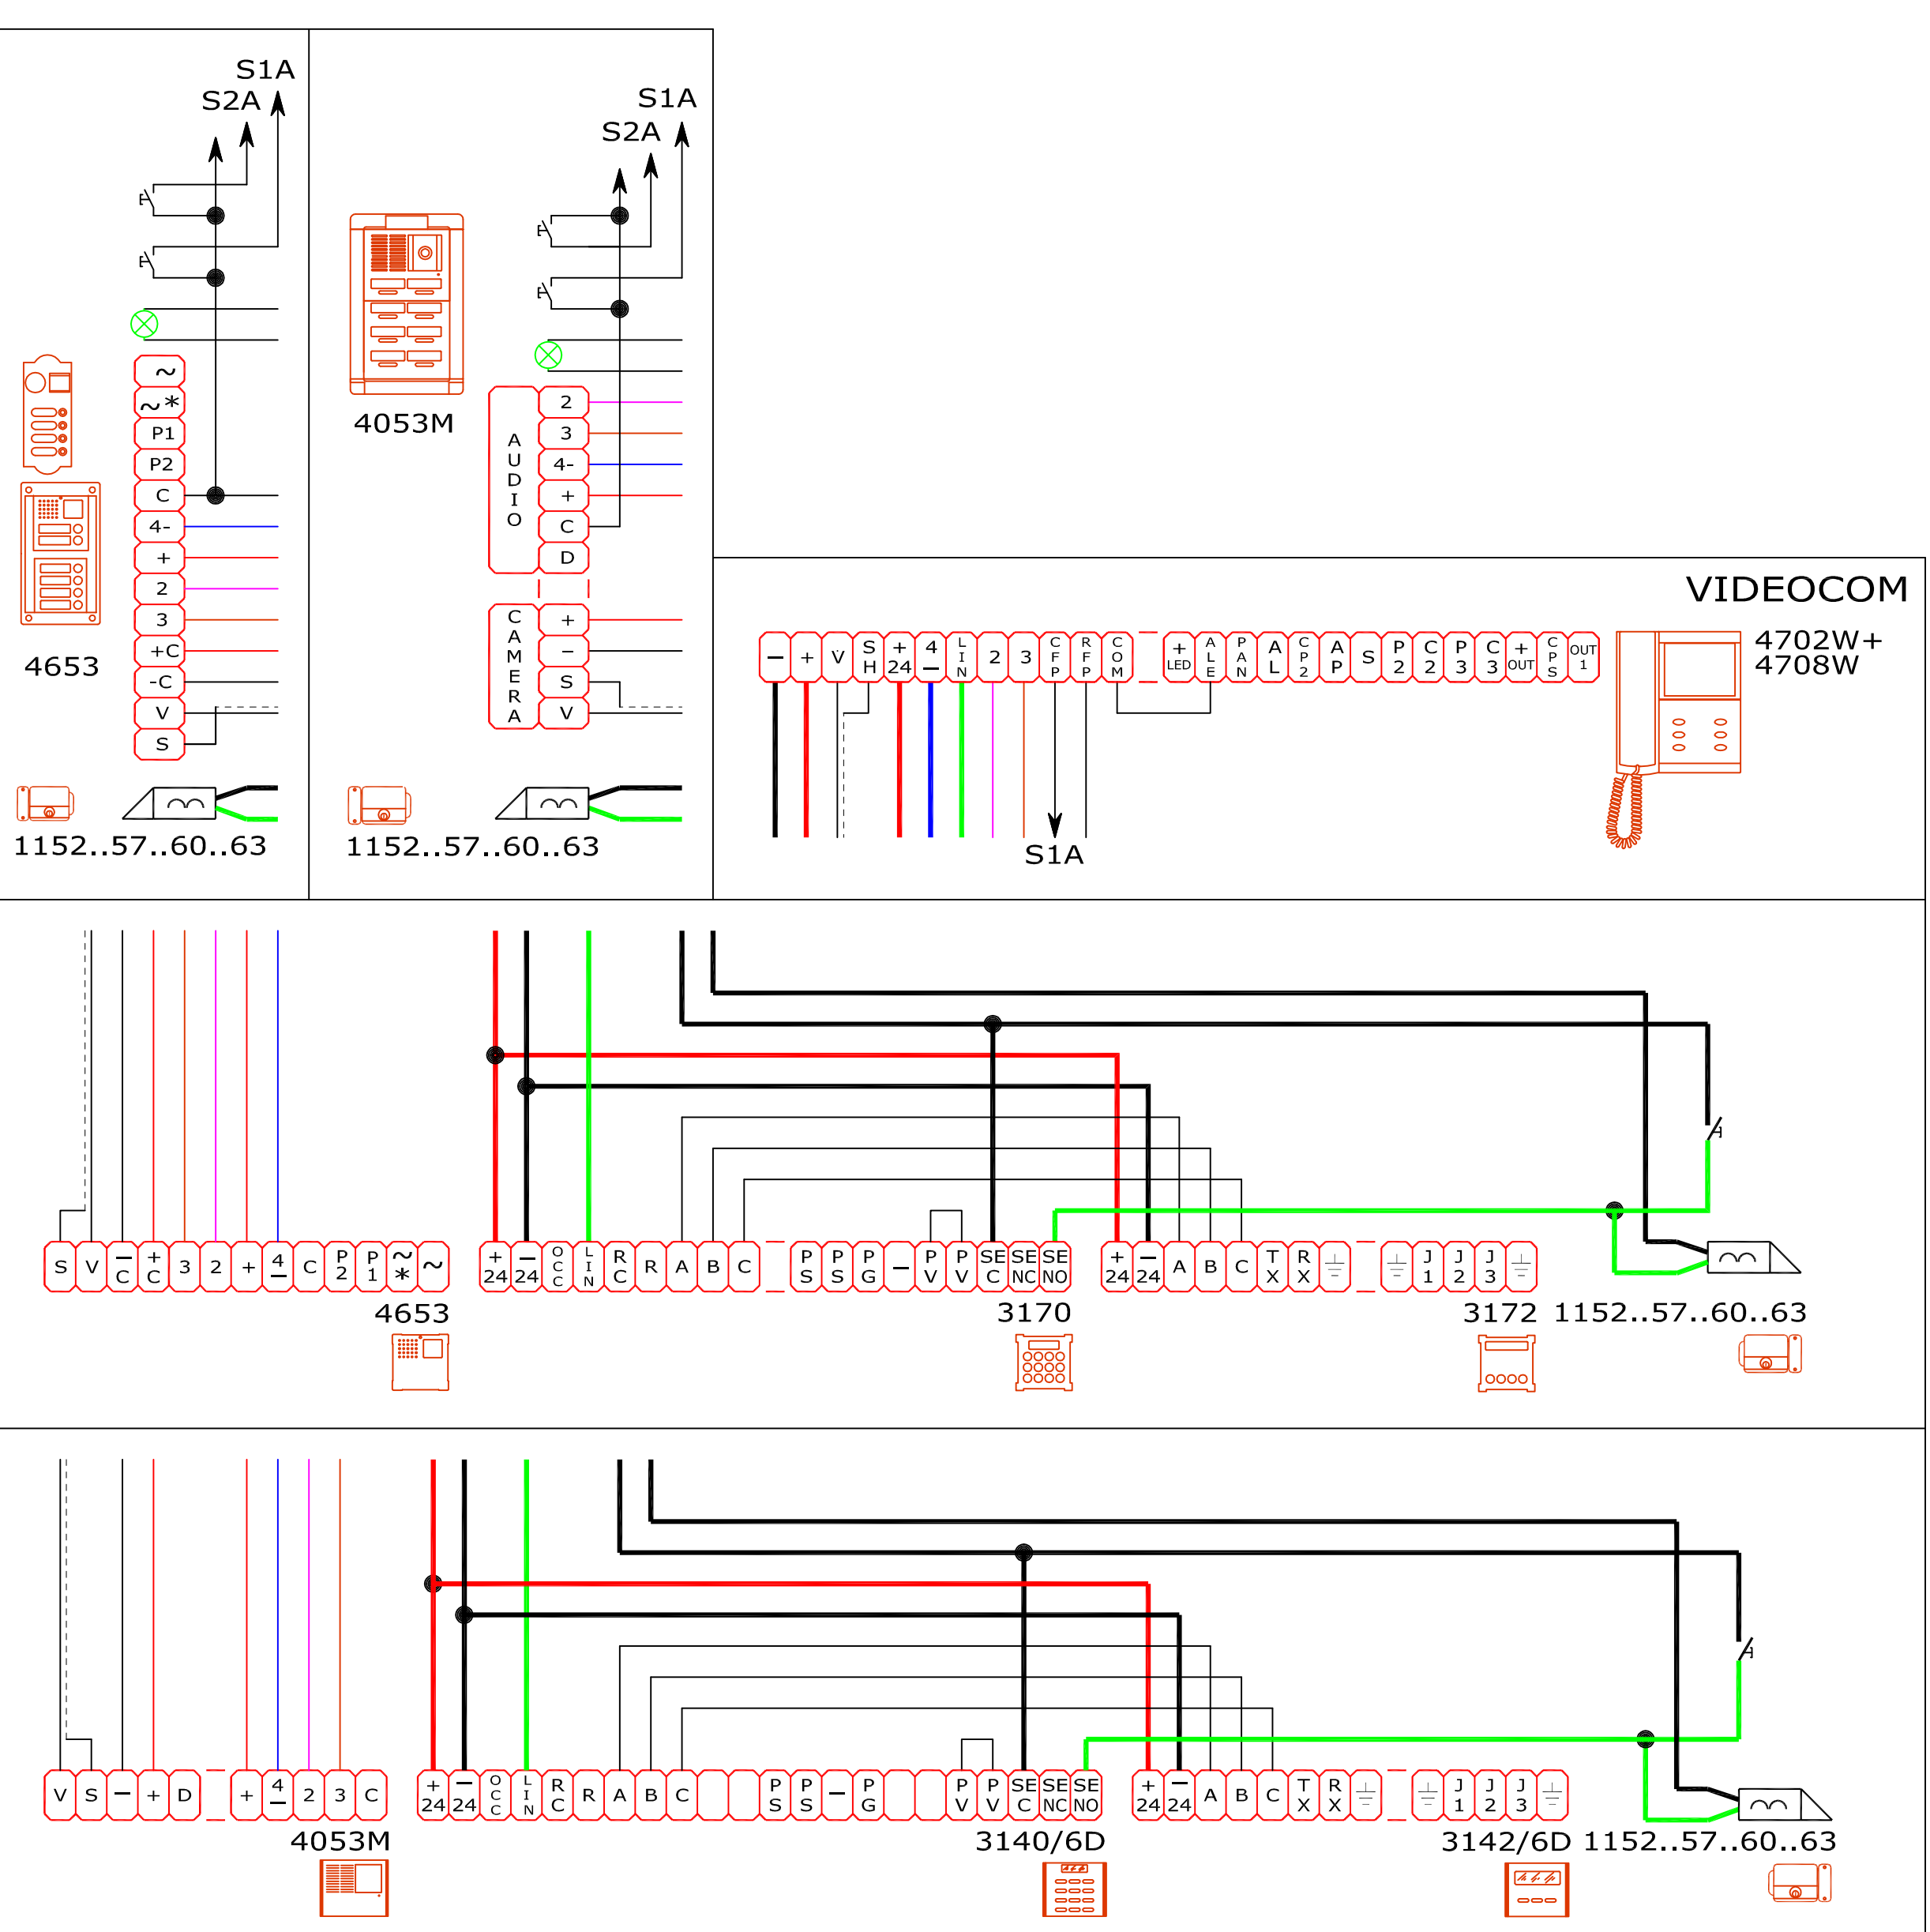 S1A
S2A
~
~*
P1
P2
C
4-
+
2
3
+C
-C
V
S
4653
1152..57..60..63
S1A
S2A
4053M
AUDIO
2
3
4-
+
C
D
CAMERA
+
–
S
V
1152..57..60..63
VIDEOCOM
– + V SH +24 4– LIN 2 3 CFP RFP COM +LED ALE PAN AL CP2 AP S P2 C2 P3 C3 +OUT CPS OUT1
4702W+
4708W
S1A
S V –C +C 3 2 + 4– C P2 P1 ~* ~
+24 –24 OCC LIN RC R A B C PS PS PG – PV PV SEC SENC SENO
+24 –24 A B C TX RX J1 J2 J3
4653
3170
3172
1152..57..60..63
V S – + D + 4– 2 3 C
+24 –24 OCC LIN RC R A B C PS PS – PG PV PV SEC SENC SENO
+24 –24 A B C TX RX J1 J2 J3
4053M
3140/6D
3142/6D
1152..57..60..63